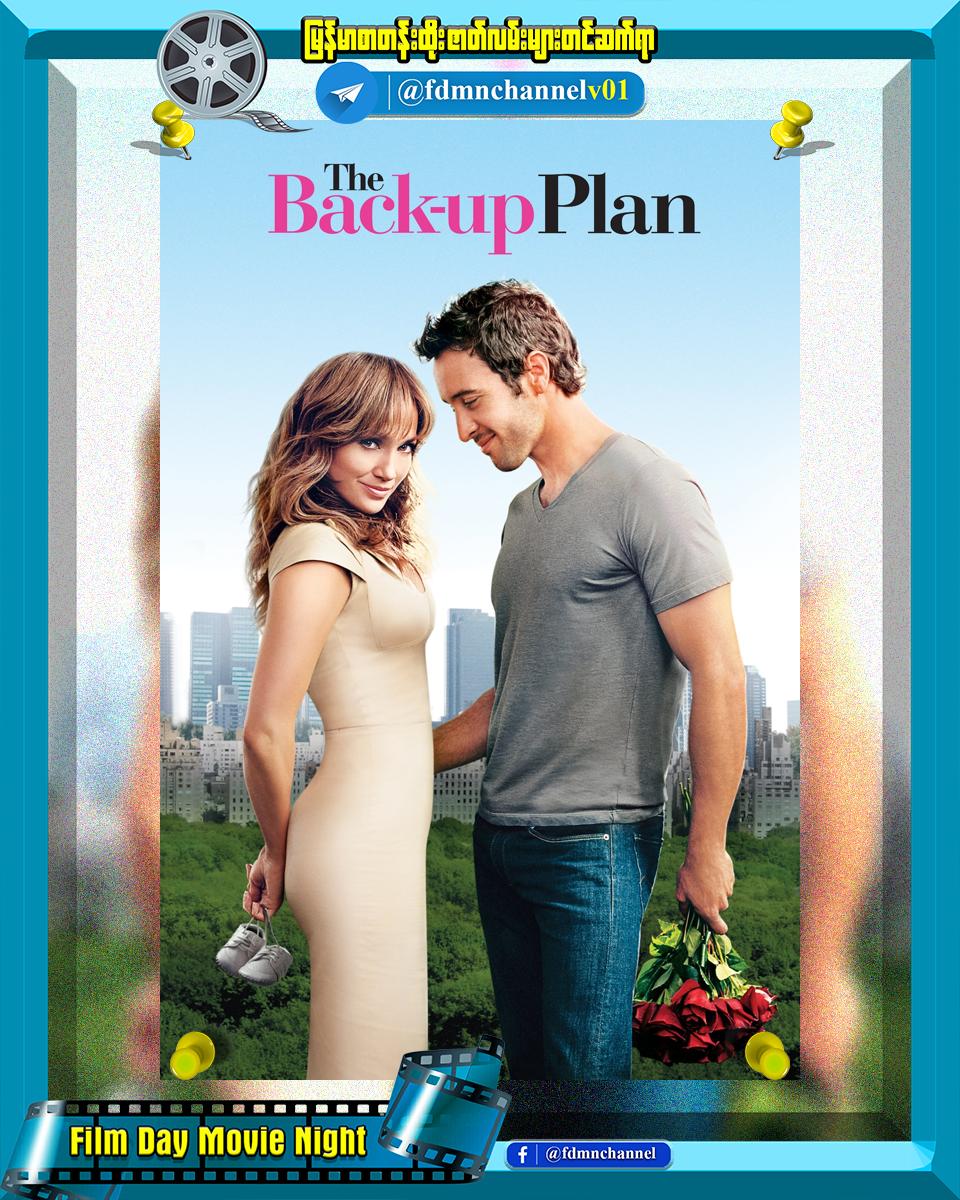 မြန်မာစာတန်းထိုးဇာတ်လမ်းများတင်ဆက်ရာ
@fdmnchannelv01
The
Back-up Plan
Film Day Movie Night
@fdmnchannel